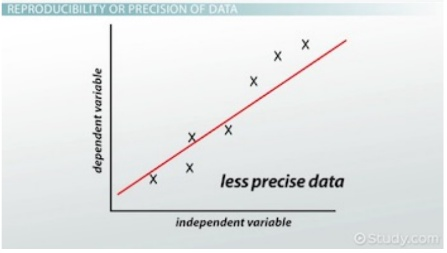 REPRODUCIBILITY OR PRECISION OF DATA
dependent variable
less precise data
independent variable
Study.com